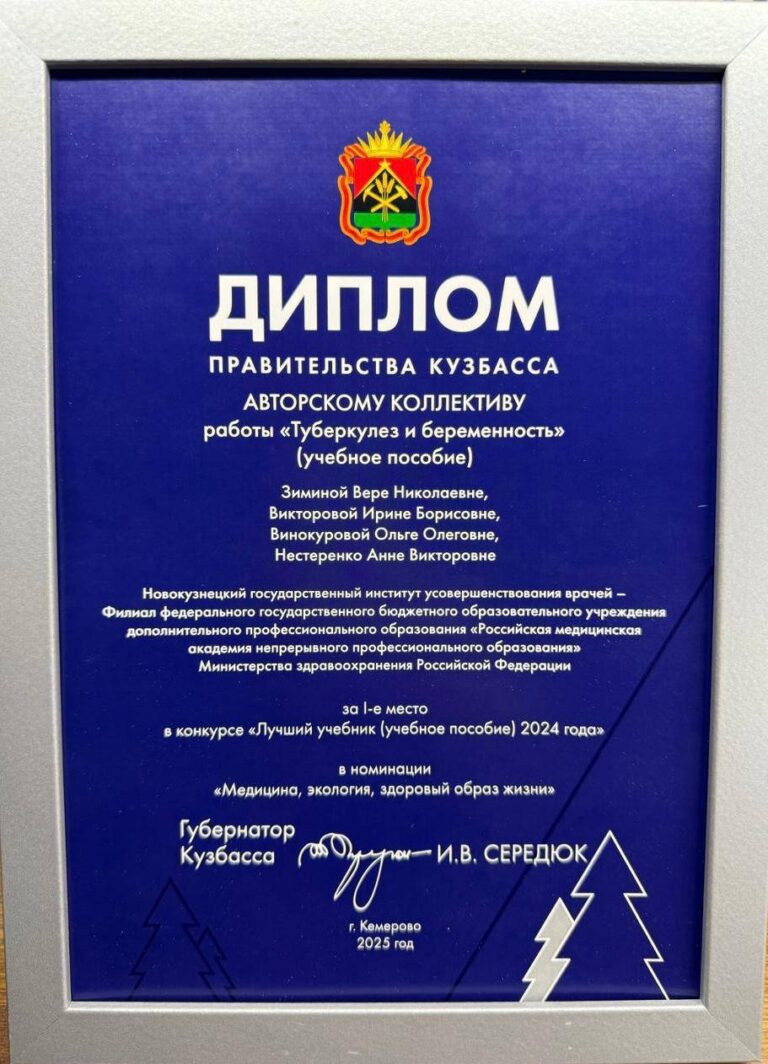 ДИПЛОМ
ПРАВИТЕЛЬСТВА КУЗБАССА
АВТОРСКОМУ КОЛЛЕКТИВУ
работы «Туберкулез и беременность»
(учебное пособие)
Зиминой Вере Николаевне,
Викторовой Ирине Борисовне,
Винокуровой Ольге Олеговне,
Нестеренко Анне Викторовне
Новокузнецкий государственный институт усовершенствования врачей –
Филиал федерального государственного бюджетного образовательного учреждения
дополнительного профессионального образования «Российская медицинская
академия непрерывного профессионального образования»
Министерства здравоохранения Российской Федерации
за I-е место
в конкурсе «Лучший учебник (учебное пособие) 2024 года»
в номинации
«Медицина, экология, здоровый образ жизни»
Губернатор
Кузбасса И.В. СЕРЕДЮК
г. Кемерово
2025 год